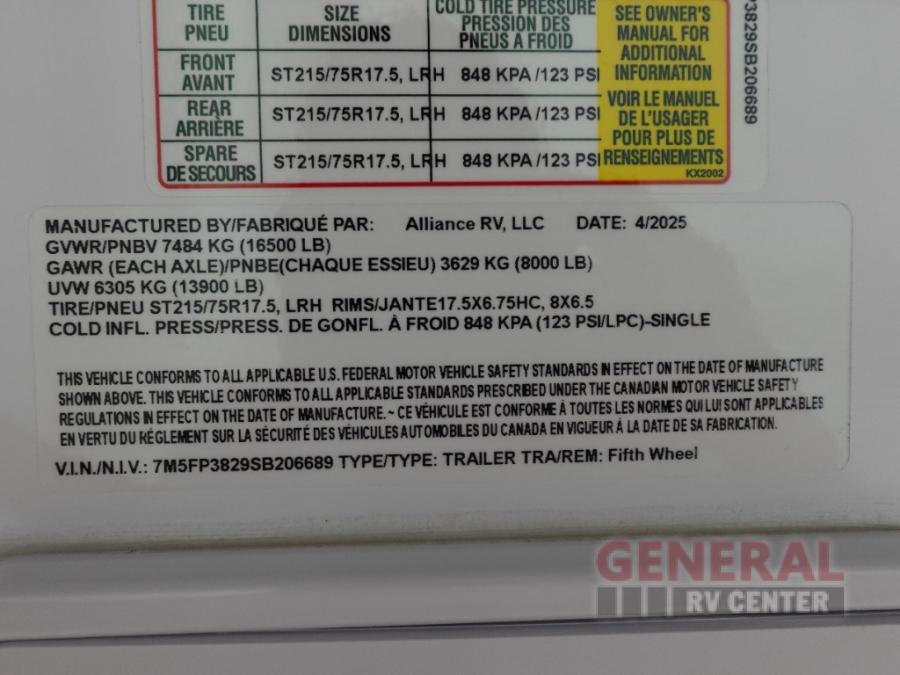 TIRE SIZE COLD TIRE PRESSURE
PNEU DIMENSIONS PRESSION DES
PNEUS A FROID
SEE OWNER'S
MANUAL FOR
ADDITIONAL
INFORMATION
VOIR LE MANUEL
DE L'USAGER
POUR PLUS DE
RENSEIGNEMENTS
KX2002
FRONT
AVANT ST215/75R17.5, LRH 848 KPA /123 PSI
REAR
ARRIÈRE ST215/75R17.5, LRH 848 KPA /123 PSI
SPARE
DE SECOURS ST215/75R17.5, LRH 848 KPA /123 PSI
P3829SB206689
MANUFACTURED BY/FABRIQUÉ PAR: Alliance RV, LLC DATE: 4/2025
GVWR/PNBV 7484 KG (16500 LB)
GAWR (EACH AXLE)/PNBE(CHAQUE ESSIEU) 3629 KG (8000 LB)
UVW 6305 KG (13900 LB)
TIRE/PNEU ST215/75R17.5, LRH RIMS/JANTE17.5X6.75HC, 8X6.5
COLD INFL. PRESS/PRESS. DE GONFL. À FROID 848 KPA (123 PSI/LPC)-SINGLE
THIS VEHICLE CONFORMS TO ALL APPLICABLE U.S. FEDERAL MOTOR VEHICLE SAFETY STANDARDS IN EFFECT ON THE DATE OF MANUFACTURE
SHOWN ABOVE. THIS VEHICLE CONFORMS TO ALL APPLICABLE STANDARDS PRESCRIBED UNDER THE CANADIAN MOTOR VEHICLE SAFETY
REGULATIONS IN EFFECT ON THE DATE OF MANUFACTURE. ~ CE VÉHICULE EST CONFORME À TOUTES LES NORMES QUI LUI SONT APPLICABLES
EN VERTU DU RÉGLEMENT SUR LA SÉCURITÉ DES VÉHICULES AUTOMOBILES DU CANADA EN VIGUEUR À LA DATE DE SA FABRICATION.
V.I.N./N.I.V.: 7M5FP3829SB206689 TYPE/TYPE: TRAILER TRA/REM: Fifth Wheel
GENERAL
RV CENTER